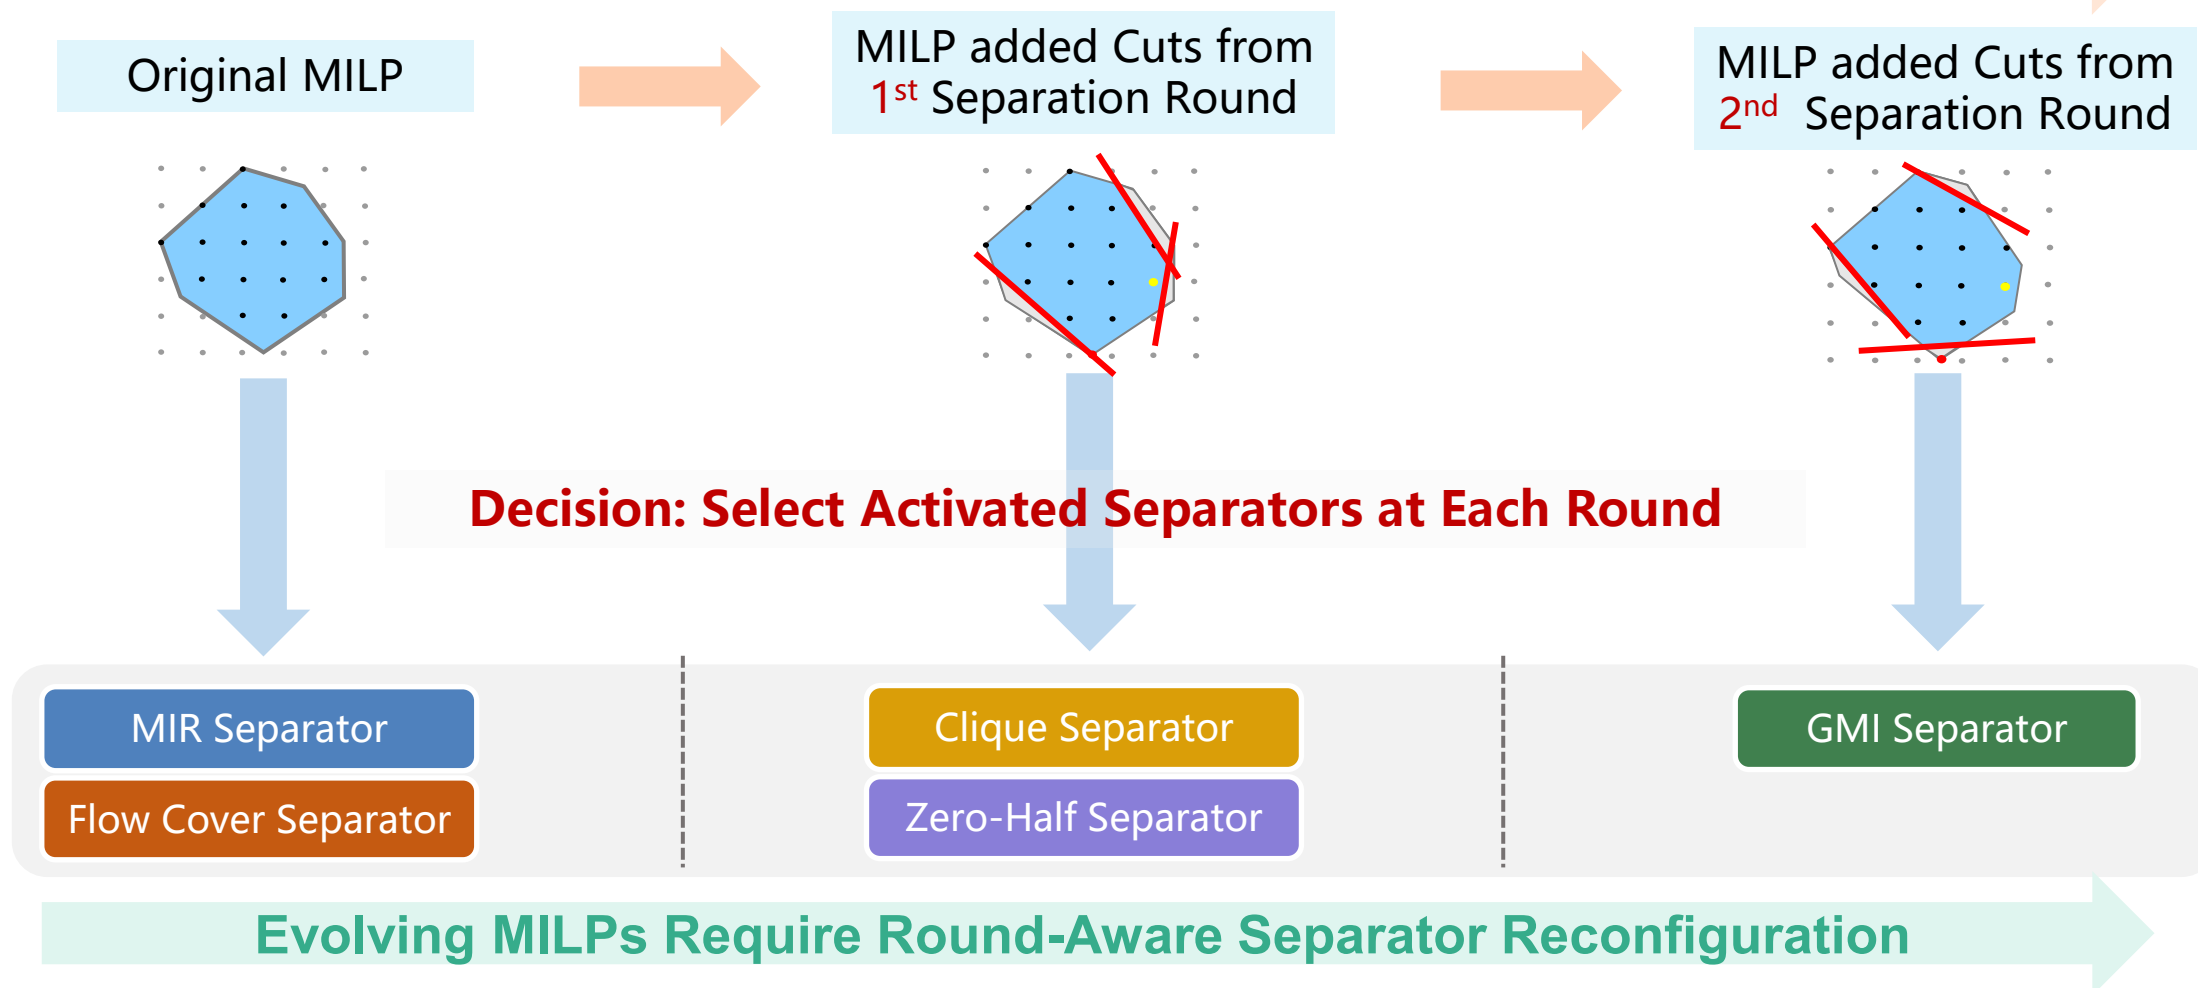 Original MILP
MILP added Cuts from
1st Separation Round
MILP added Cuts from
2nd Separation Round
Decision: Select Activated Separators at Each Round
MIR Separator
Flow Cover Separator
Clique Separator
Zero-Half Separator
GMI Separator
Evolving MILPs Require Round-Aware Separator Reconfiguration